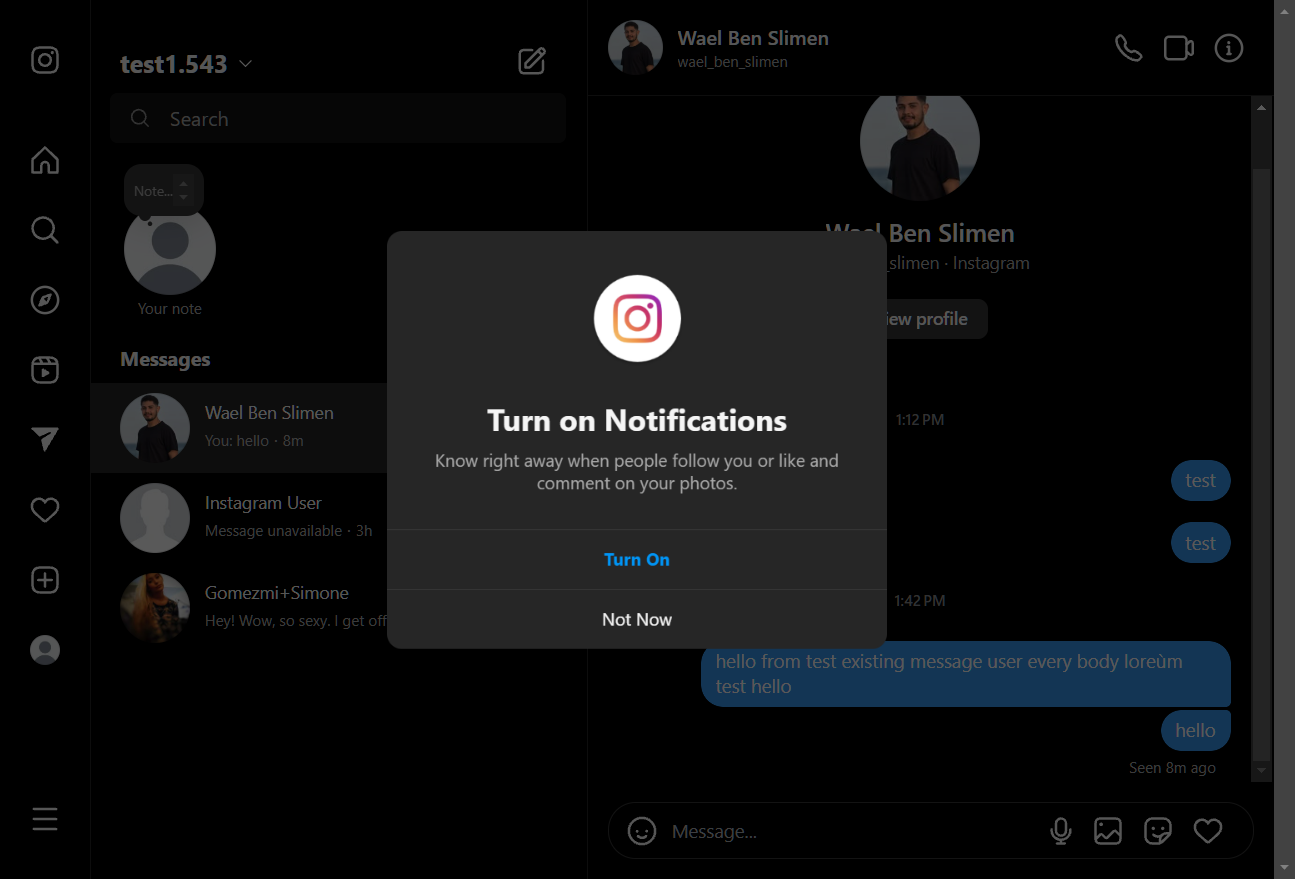 test1.543
Search
Note...
Your note
Messages
Wael Ben Slimen
You: hello · 8m
Instagram User
Message unavailable · 3h
Gomezmi+Simone
Hey! Wow, so sexy. I get off
Wael Ben Slimen
wael_ben_slimen
Wael Ben Slimen
_slimen · Instagram
iew profile
1:12 PM
test
test
1:42 PM
hello from test existing message user every body loreùm
test hello
hello
Seen 8m ago
Message...
Turn on Notifications
Know right away when people follow you or like and
comment on your photos.
Turn On
Not Now